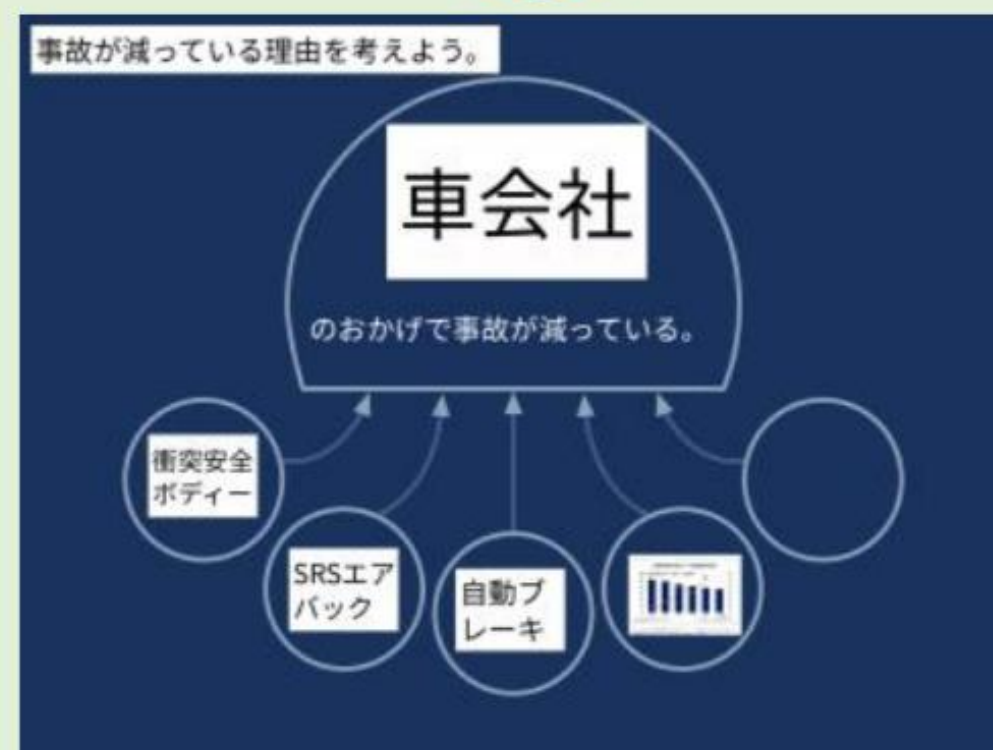 事故が減っている理由を考えよう。
車会社
のおかげで事故が減っている。
衝突安全
ボディー
SRSエア
バック
自動ブ
レーキ